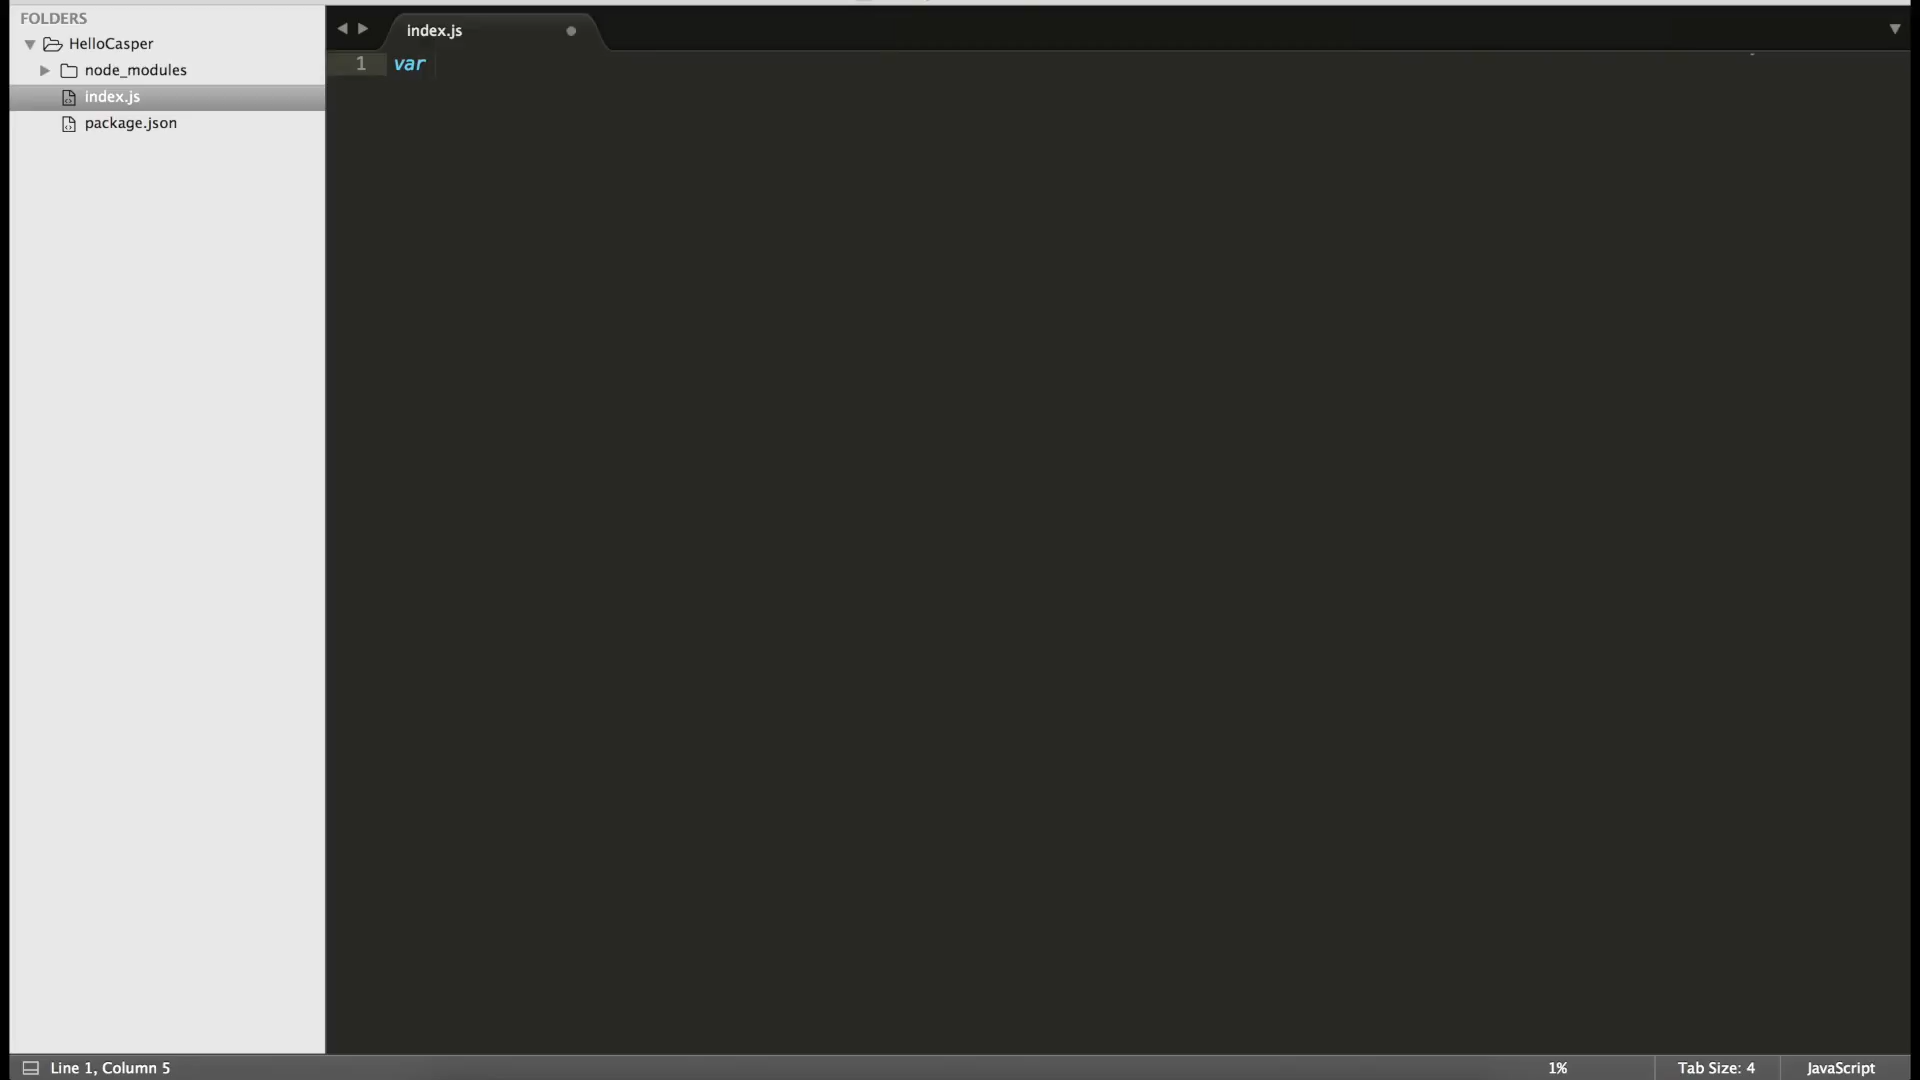 FOLDERS
HelloCasper
node_modules
index.js
package.json
index.js
1 var
Line 1, Column 5
1%
Tab Size: 4
JavaScript